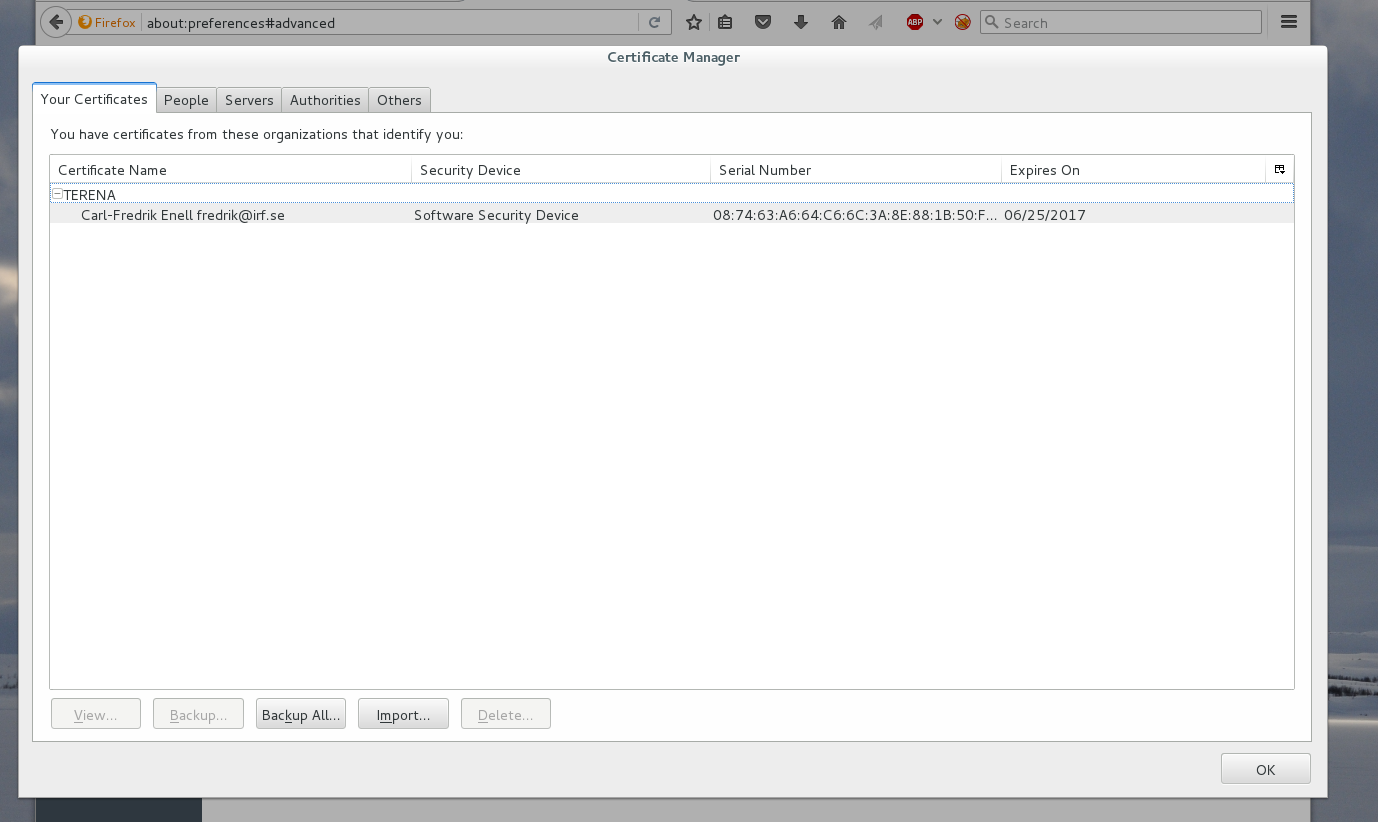 Firefox about:preferences#advanced ABP Search
Certificate Manager
Your Certificates People Servers Authorities Others
You have certificates from these organizations that identify you:
Certificate Name Security Device Serial Number Expires On
TERENA
Carl-Fredrik Enell fredrik@irf.se Software Security Device 08:74:63:A6:64:C6:6C:3A:8E:88:1B:50:F... 06/25/2017
View... Backup... Backup All... Import... Delete...
OK